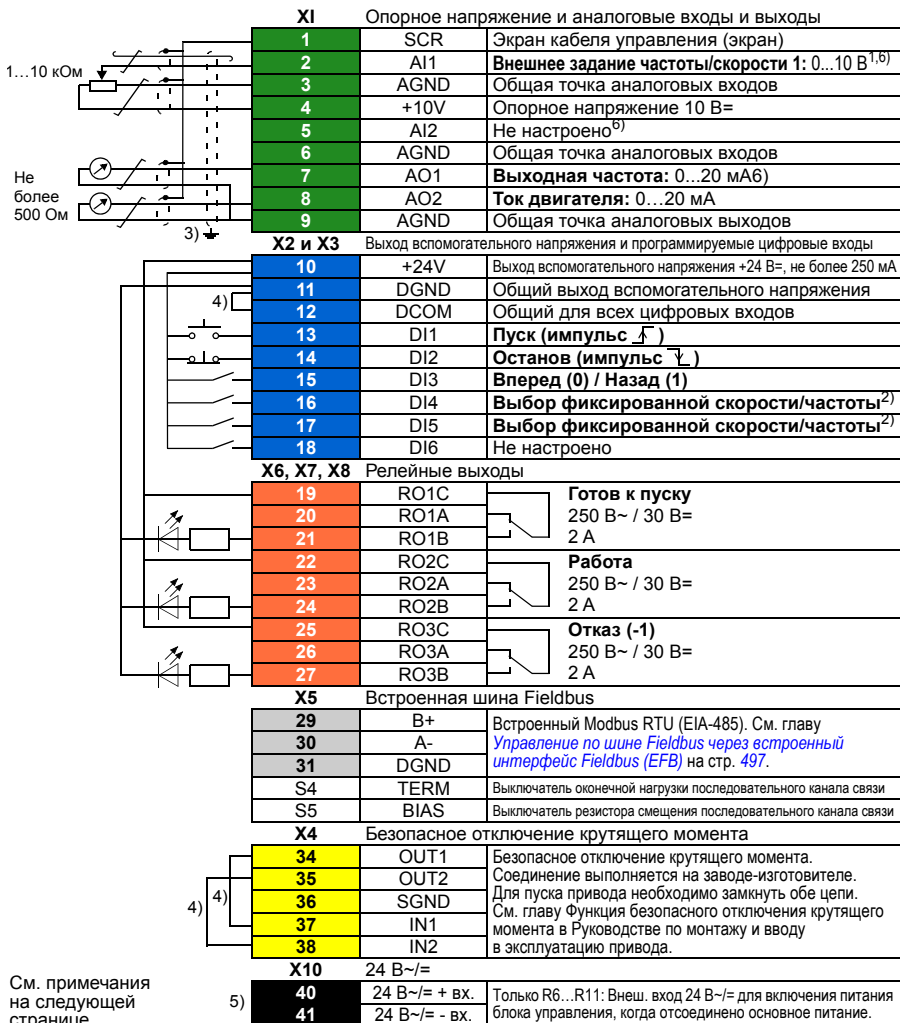 XI Опорное напряжение и аналоговые входы и выходы
1 SCR Экран кабеля управления (экран)
1…10 кОм
2 AI1 Внешнее задание частоты/скорости 1: 0...10 В1,6)
3 AGND Общая точка аналоговых входов
4 +10V Опорное напряжение 10 В=
5 AI2 Не настроено6)
6 AGND Общая точка аналоговых входов
Не более 500 Ом
7 AO1 Выходная частота: 0...20 мА6)
8 AO2 Ток двигателя: 0…20 мА
9 AGND Общая точка аналоговых выходов
3)
X2 и X3 Выход вспомогательного напряжения и программируемые цифровые входы
10 +24V Выход вспомогательного напряжения +24 В=, не более 250 мА
11 DGND Общий выход вспомогательного напряжения
4)
12 DCOM Общий для всех цифровых входов
13 DI1 Пуск (импульс )
14 DI2 Останов (импульс )
15 DI3 Вперед (0) / Назад (1)
16 DI4 Выбор фиксированной скорости/частоты2)
17 DI5 Выбор фиксированной скорости/частоты2)
18 DI6 Не настроено
X6, X7, X8 Релейные выходы
19 RO1C Готов к пуску
20 RO1A 250 В~ / 30 В=
21 RO1B 2 А
22 RO2C Работа
23 RO2A 250 В~ / 30 В=
24 RO2B 2 А
25 RO3C Отказ (-1)
26 RO3A 250 В~ / 30 В=
27 RO3B 2 А
X5 Встроенная шина Fieldbus
29 B+ Встроенный Modbus RTU (EIA-485). См. главу
30 A- Управление по шине Fieldbus через встроенный
31 DGND интерфейс Fieldbus (EFB) на стр. 497.
S4 TERM Выключатель оконечной нагрузки последовательного канала связи
S5 BIAS Выключатель резистора смещения последовательного канала связи
X4 Безопасное отключение крутящего момента
34 OUT1 Безопасное отключение крутящего момента.
35 OUT2 Соединение выполняется на заводе-изготовителе.
4) 4)
36 SGND Для пуска привода необходимо замкнуть обе цепи.
37 IN1 См. главу Функция безопасного отключения крутящего
момента в Руководстве по монтажу и вводу
38 IN2 в эксплуатацию привода.
X10 24 В~/=
См. примечания
на следующей
странице
5)
40 24 В~/= + вх. Только R6…R11: Внеш. вход 24 В~/= для включения питания
41 24 В~/= - вх. блока управления, когда отсоединено основное питание.